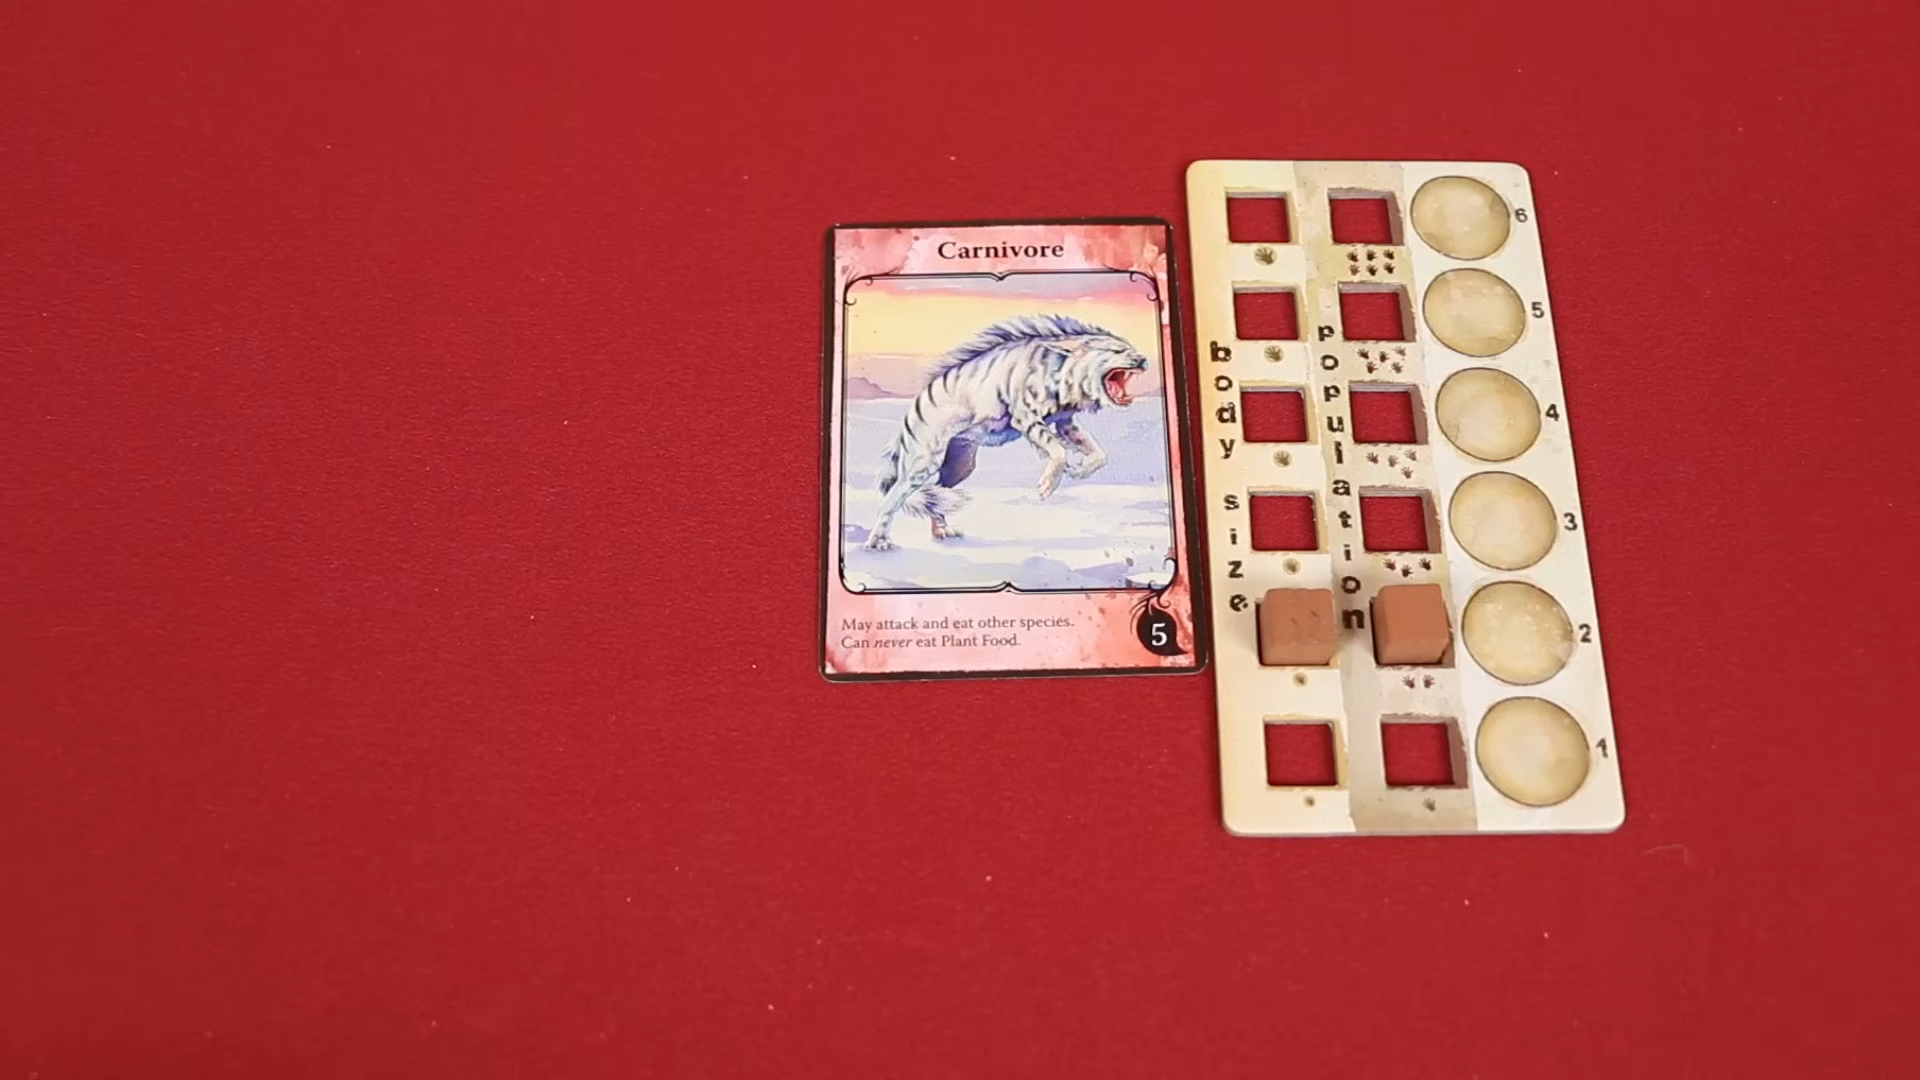 Carnivore
May attack and eat other species.
Can never eat Plant Food.
5
body size
population
6
5
4
3
2
1